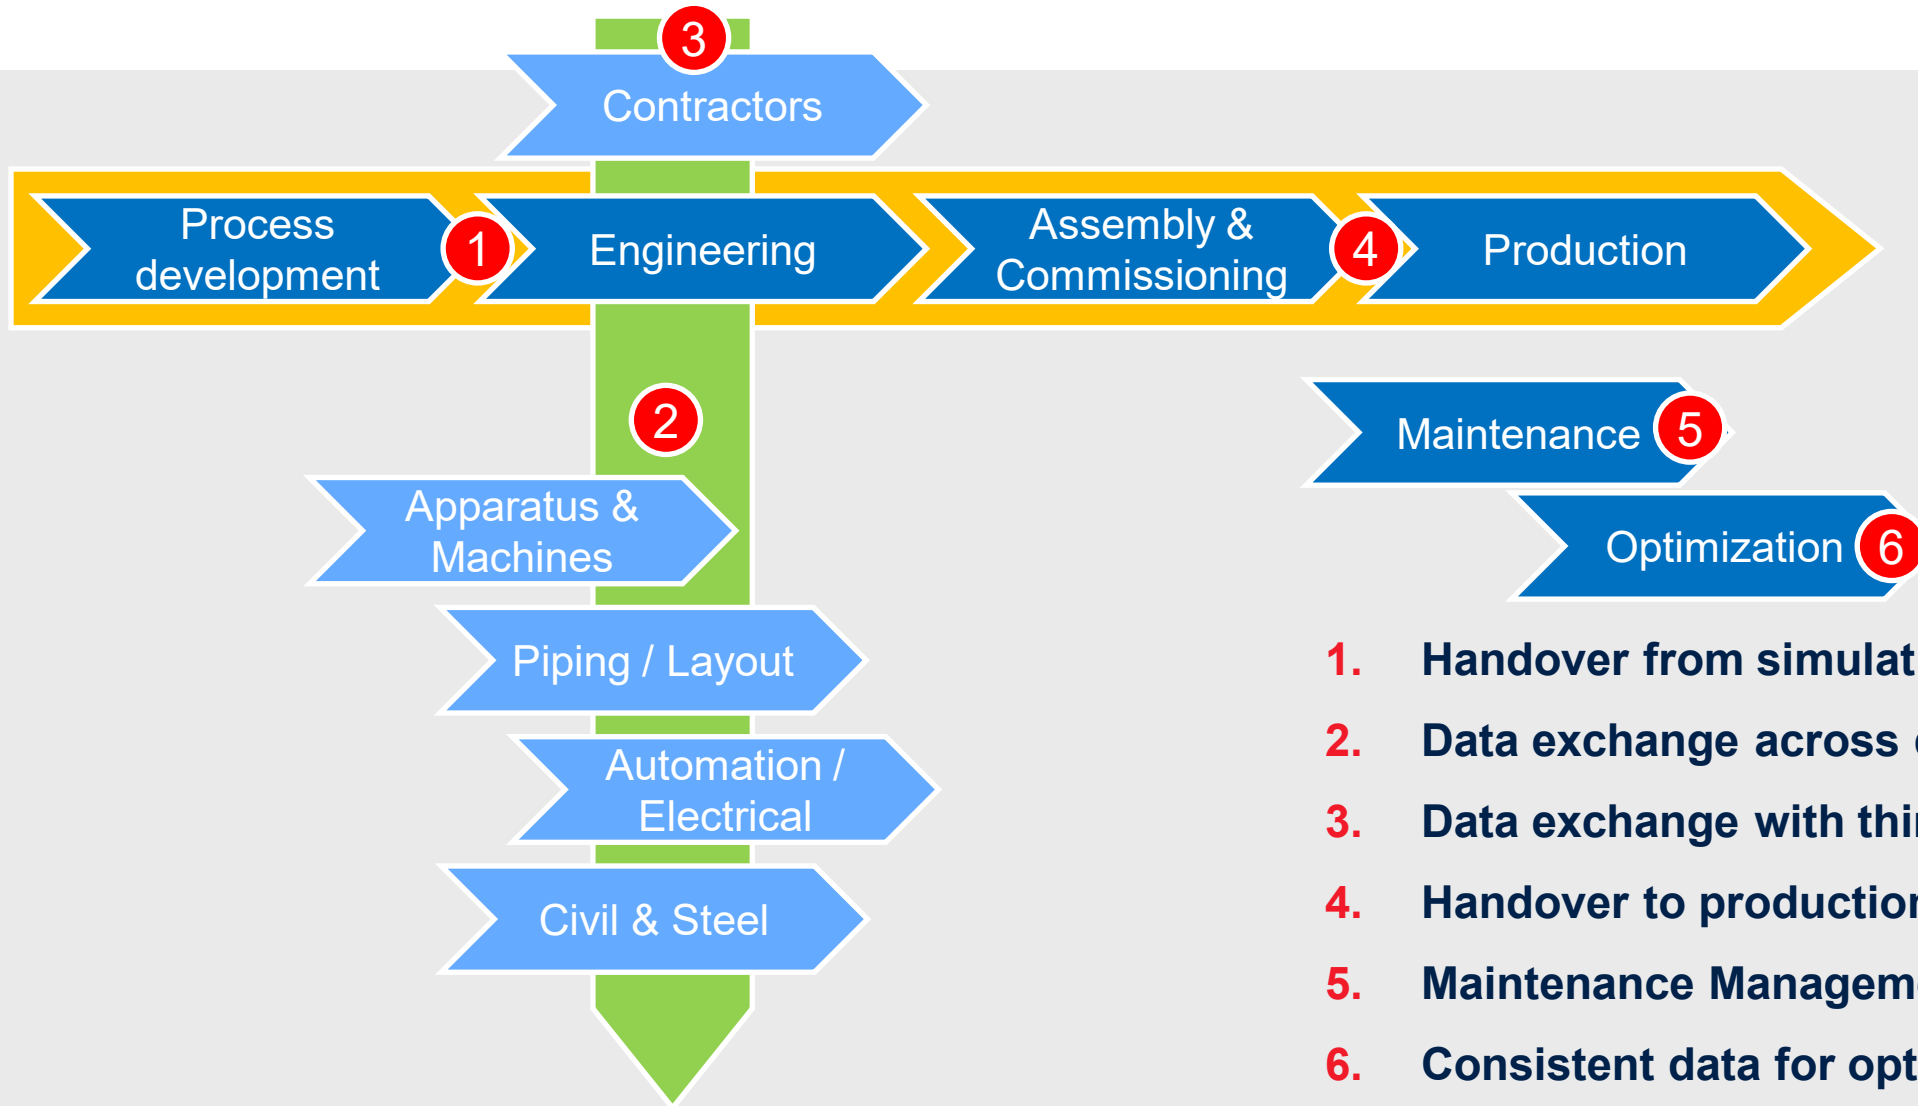 3
Contractors
Process
development
1
Engineering
Assembly &
Commissioning
4
Production
2
Maintenance
5
Apparatus &
Machines
Optimization
6
Piping / Layout
Automation /
Electrical
Civil & Steel
1. Handover from simulat
2. Data exchange across
3. Data exchange with thi
4. Handover to production
5. Maintenance Managem
6. Consistent data for opt